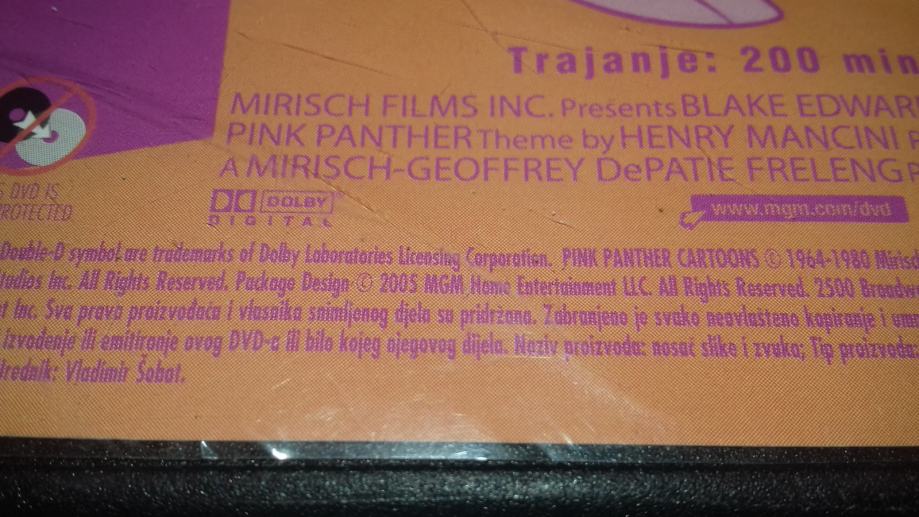 Trajanje: 200 min
MIRISCH FILMS INC. Presents BLAKE EDWAR
PINK PANTHER Theme by HENRY MANCINI P
A MIRISCH-GEOFFREY DePATIE FRELENG P
DVD IS
PROTECTED
DOLBY
DIGITAL
www.mgm.com/dvd
Double-D symbol are trademarks of Dolby Laboratories Licensing Corporation. PINK PANTHER CARTOONS © 1964-1980 Mirisch
Studios Inc. All Rights Reserved. Package Design © 2005 MGM Home Entertainment LLC. All Rights Reserved. 2500 Broadw
Inc. Sva prava proizvođača i vlasnika snimljenog djela su pridržana. Zabranjeno je svako neovlašteno kopiranje i
izvođenje ili emitiranje ovog DVD-a ili bilo kojeg njegovog dijela. Naziv proizvoda: nosač slike i zvuka; Tip proizvoda:
Urednik: Vladimir Šobat.